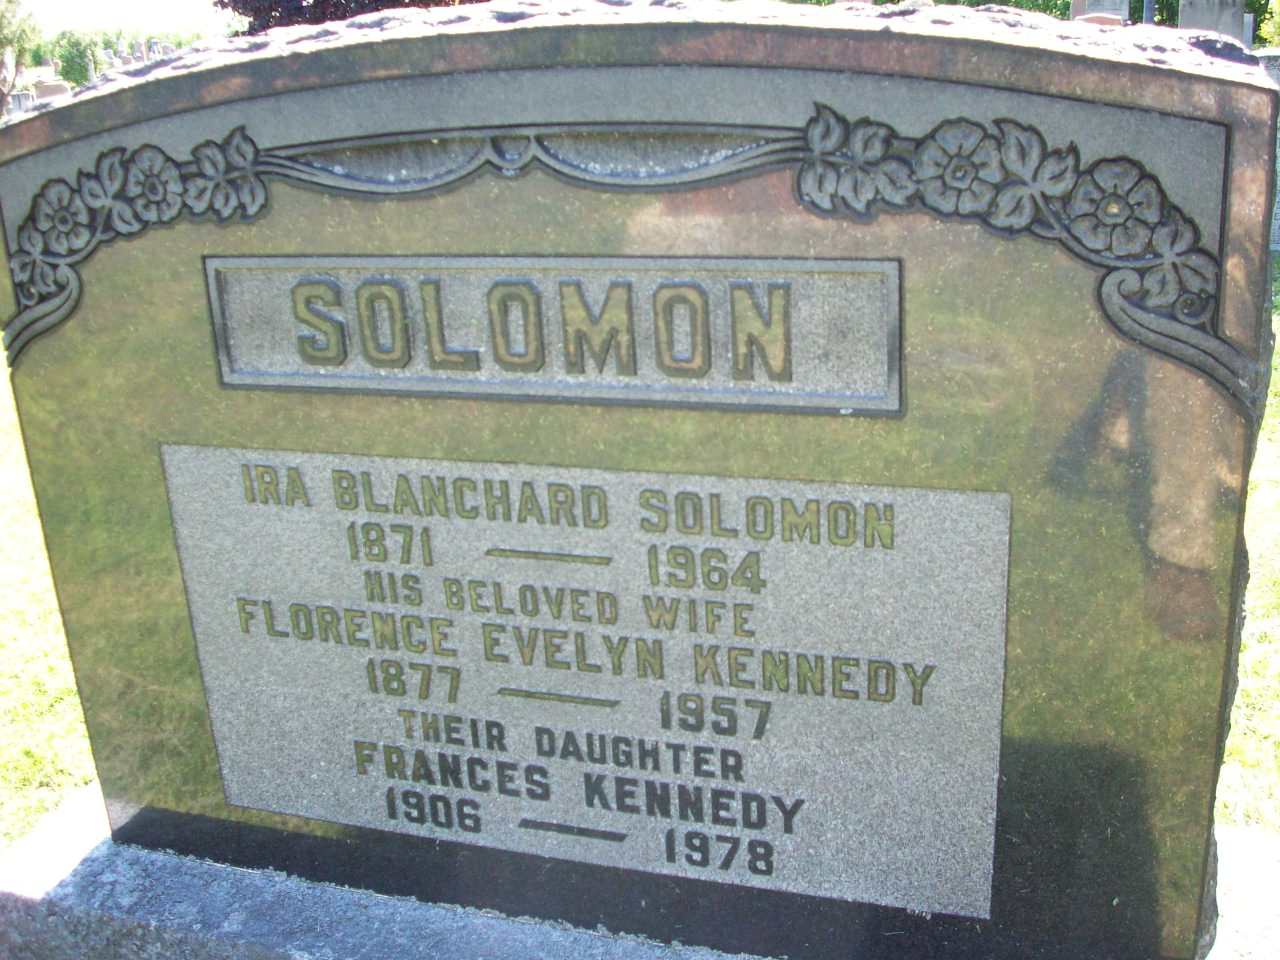 SOLOMON
IRA BLANCHARD SOLOMON
1871 — 1964
HIS BELOVED WIFE
FLORENCE EVELYN KENNEDY
1877 — 1957
THEIR DAUGHTER
FRANCES KENNEDY
1906 — 1978